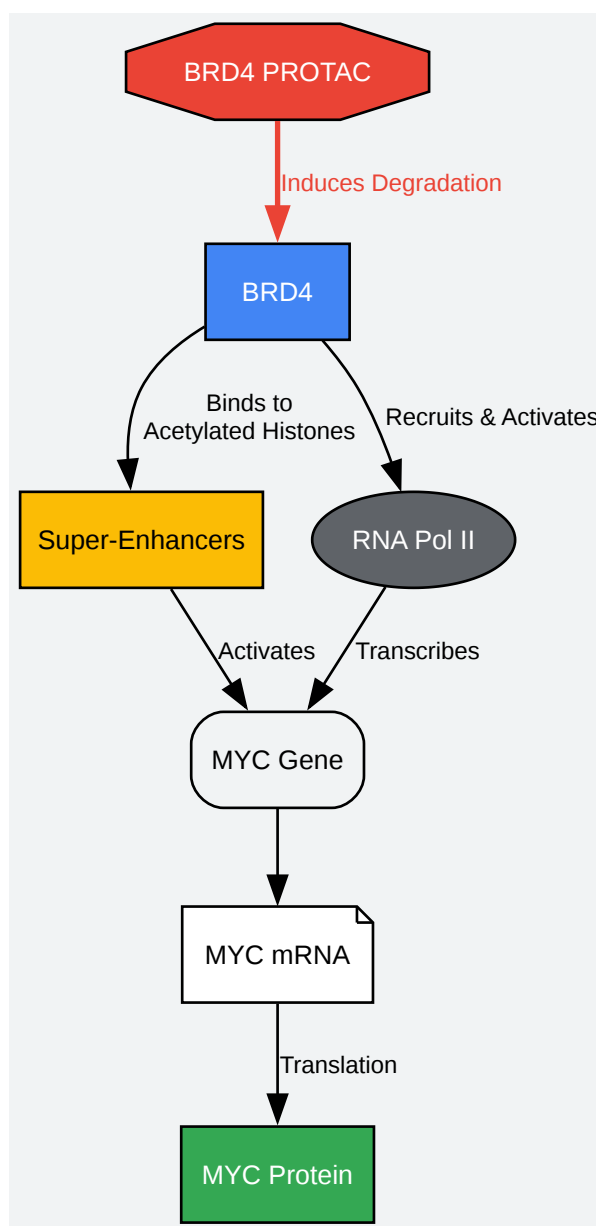 BRD4 PROTAC
Induces Degradation
BRD4
Binds to
Acetylated Histones
Recruits & Activates
Super-Enhancers
RNA Pol II
Activates
Transcribes
MYC Gene
MYC mRNA
Translation
MYC Protein